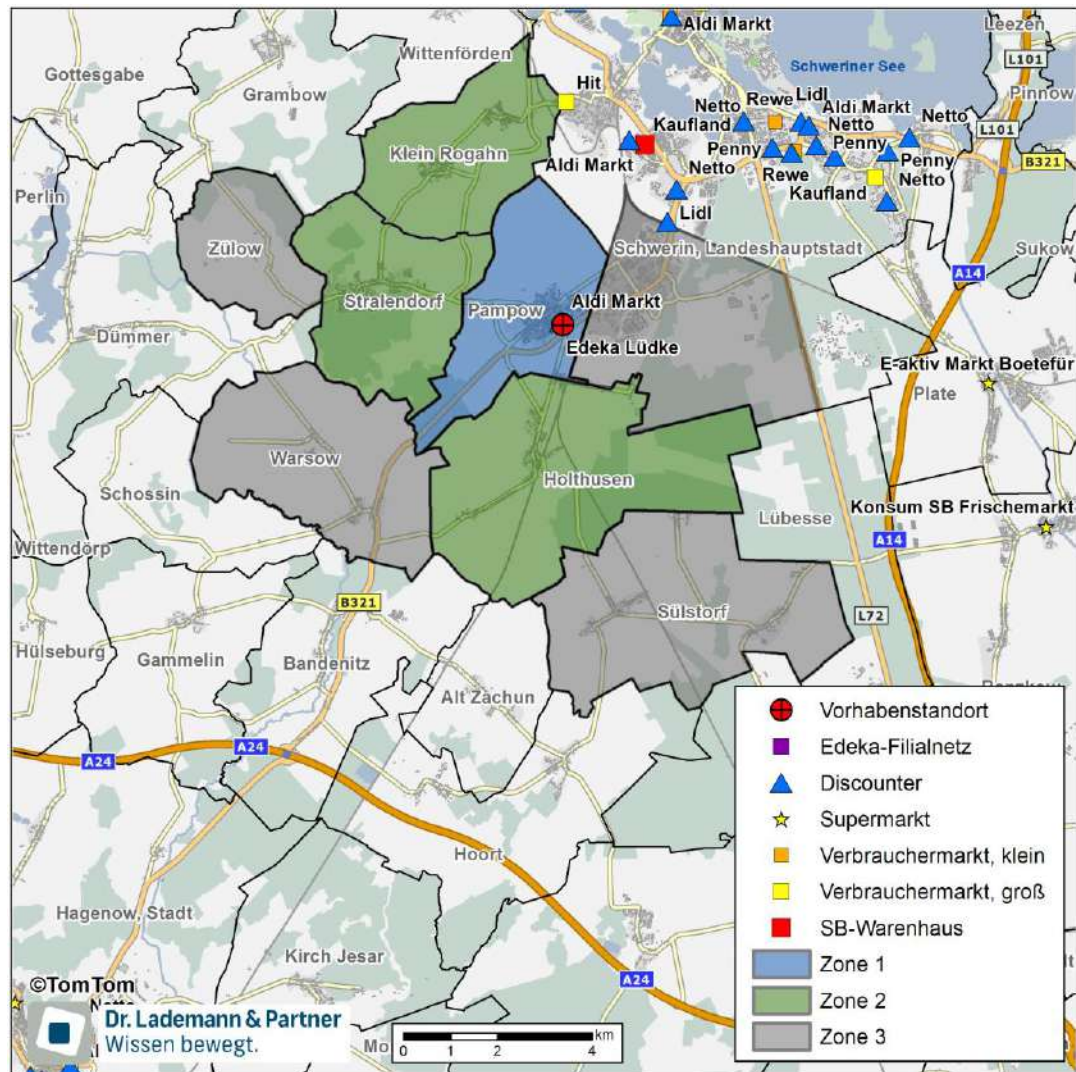 Aldi Markt
Leezen
L101
Wittenförden
Gottesgabe
Schweriner See
Pinnow
Grambow
Hit
Netto
Rewe
Lidl
Aldi Markt
Netto
Netto
L101
Kaufland
Klein Rogahn
Aldi Markt
Penny
Penny
Penny
B321
Netto
Rewe
Netto
Kaufland
Perlin
Lidl
Zülow
Schwerin, Landeshauptstadt
Sukow
A14
Stralendorf
Aldi Markt
Pampow
Dümmer
Edeka Lüdke
E-aktiv Markt Boetefür
Plate
Warsow
Holthusen
Schossin
Lübesse
Konsum SB Frischemarkt
A14
Wittendörp
B321
Sülstorf
L72
Hülseburg
Gammelin
Bandenitz
Alt Zachun
A24
A24
Hoort
Hagenow, Stadt
Kirch Jesar
A24
©TomTom
Netto
Dr. Lademann & Partner
Wissen bewegt.
km
0 1 2 4
Vorhabenstandort
Edeka-Filialnetz
Discounter
Supermarkt
Verbrauchermarkt, klein
Verbrauchermarkt, groß
SB-Warenhaus
Zone 1
Zone 2
Zone 3